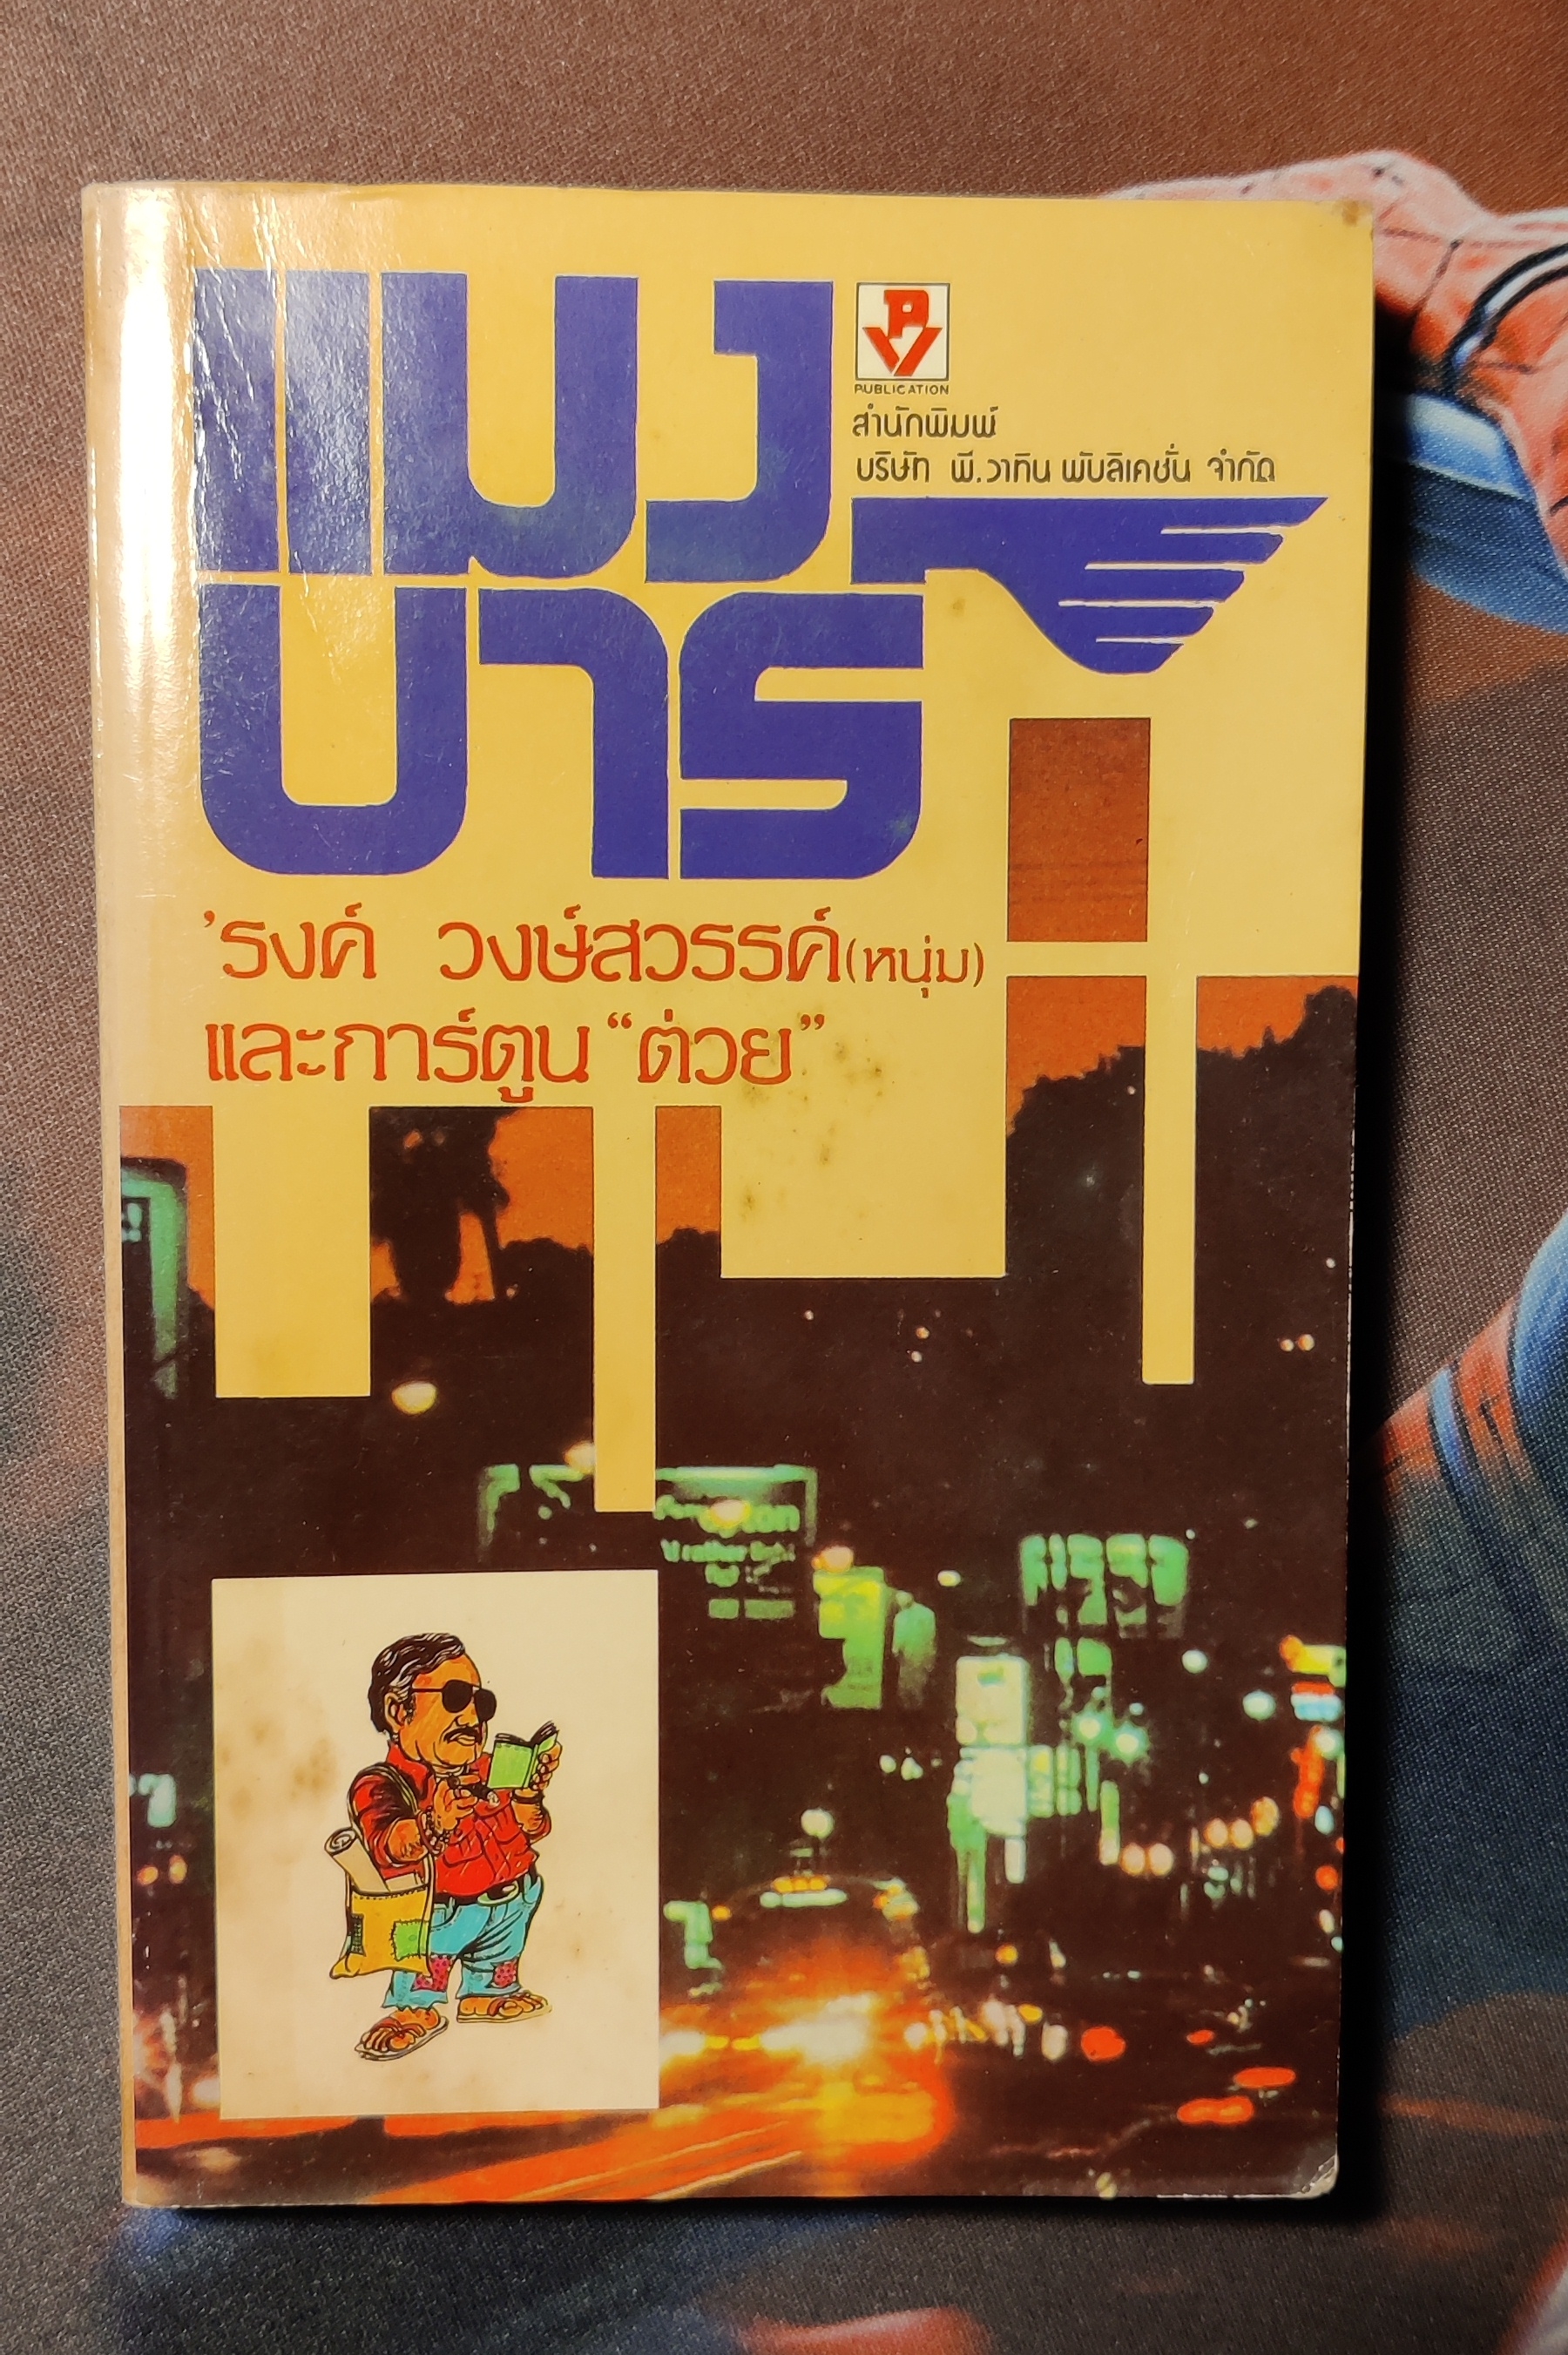 แมง
PV
PUBLICATION
สำนักพิมพ์
บริษัท พี.วาทิน พับลิเคชั่น จำกัด
บาร์
'รงค์ วงษ์สวรรค์ (หนุ่ม)
และการ์ตูน “ต่วย”